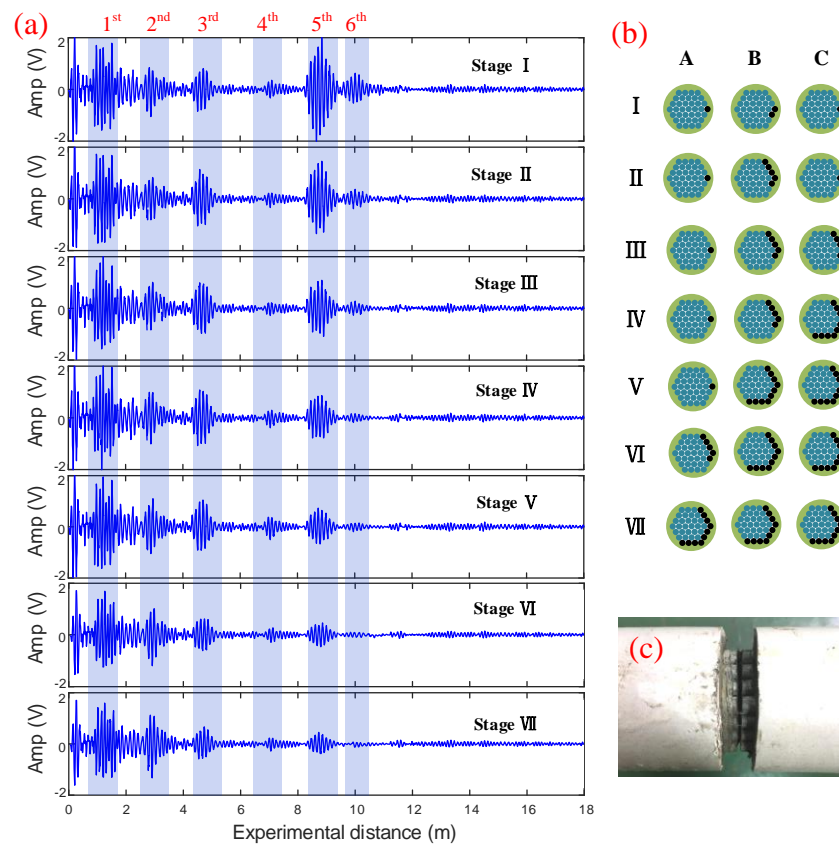 (a)
1st 2nd 3rd 4th 5th 6th
2
0
-2
Amp (V)
Stage Ⅰ
2
0
-2
Amp (V)
Stage Ⅱ
2
0
-2
Amp (V)
Stage Ⅲ
2
0
-2
Amp (V)
Stage Ⅳ
2
0
-2
Amp (V)
Stage Ⅴ
2
0
-2
Amp (V)
Stage Ⅵ
2
0
-2
Amp (V)
Stage Ⅶ
0 2 4 6 8 10 12 14 16 18
Experimental distance (m)
(b)
A B C
Ⅰ
Ⅱ
Ⅲ
Ⅳ
Ⅴ
Ⅵ
Ⅶ
(c)